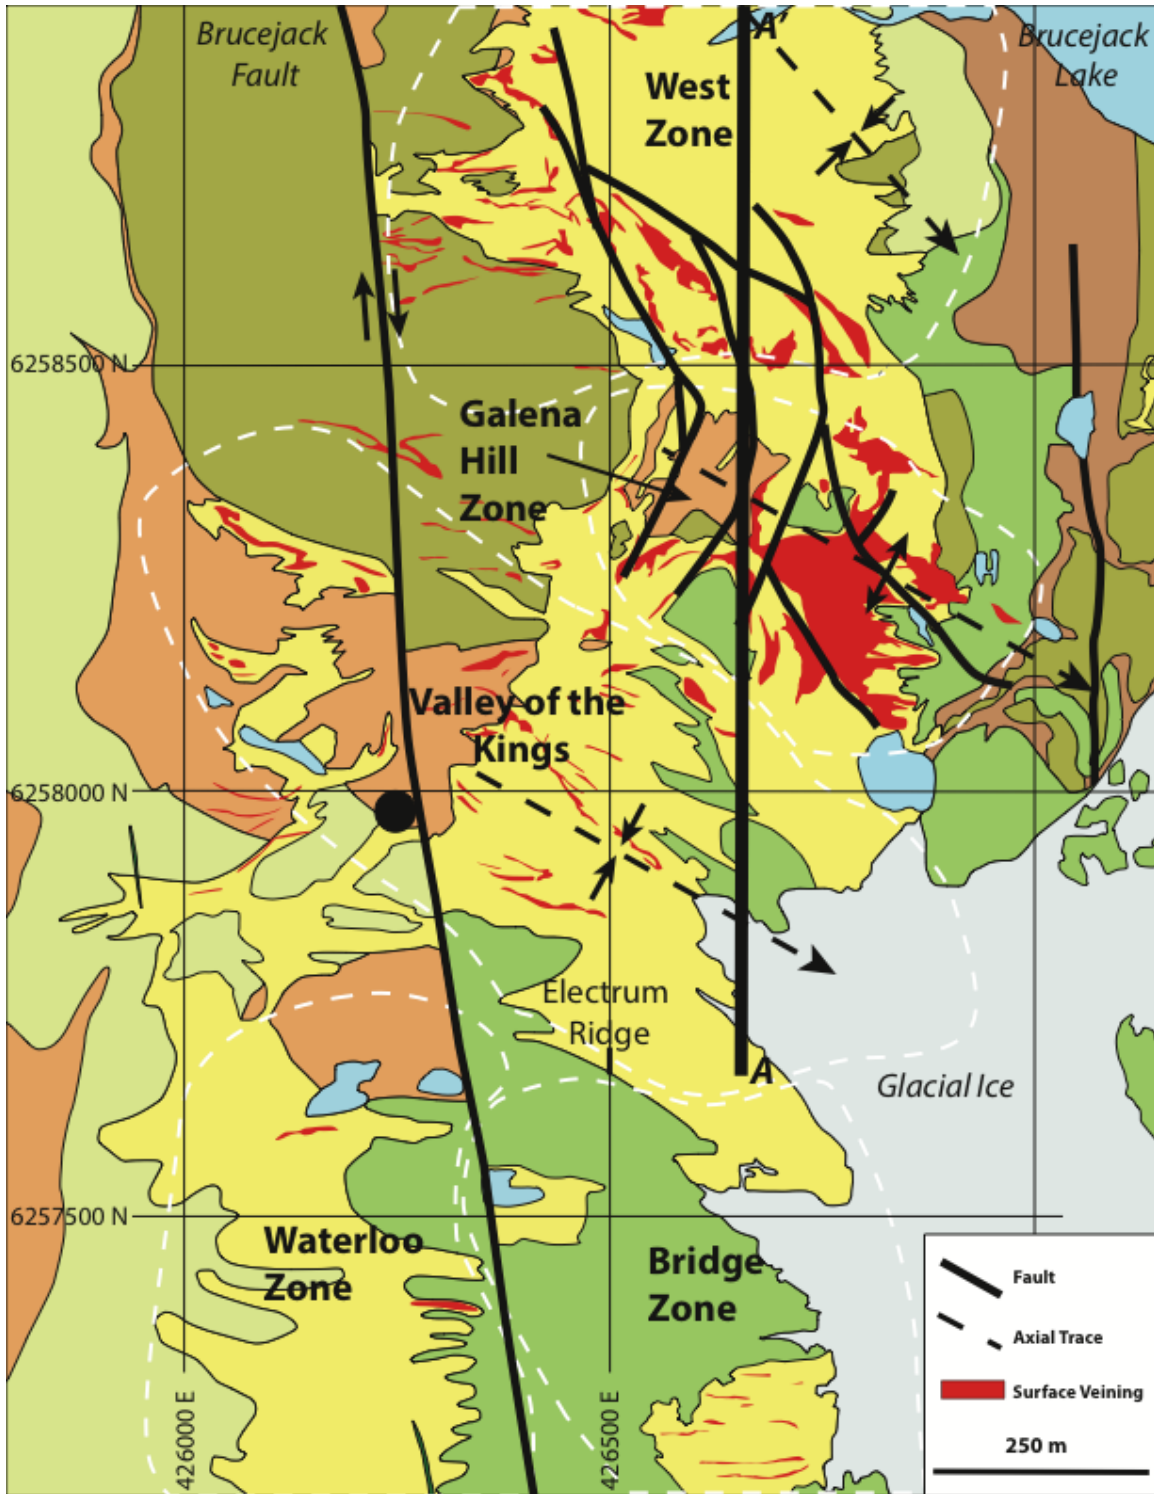 Brucejack
Fault
A'
West
Zone
Brucejack
Lake
6258500 N
Galena
Hill
Zone
Valley of the
Kings
6258000 N
Electrum
Ridge
A
Glacial Ice
6257500 N
Waterloo
Zone
Bridge
Zone
426000 E
426500 E
Fault
Axial Trace
Surface Veining
250 m